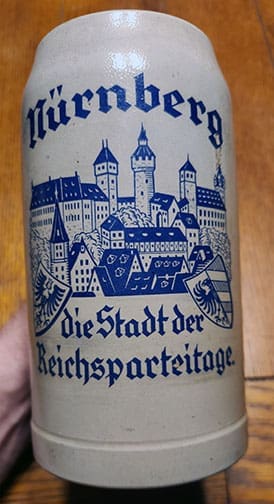 Nürnberg
die Stadt der
Reichsparteitage.